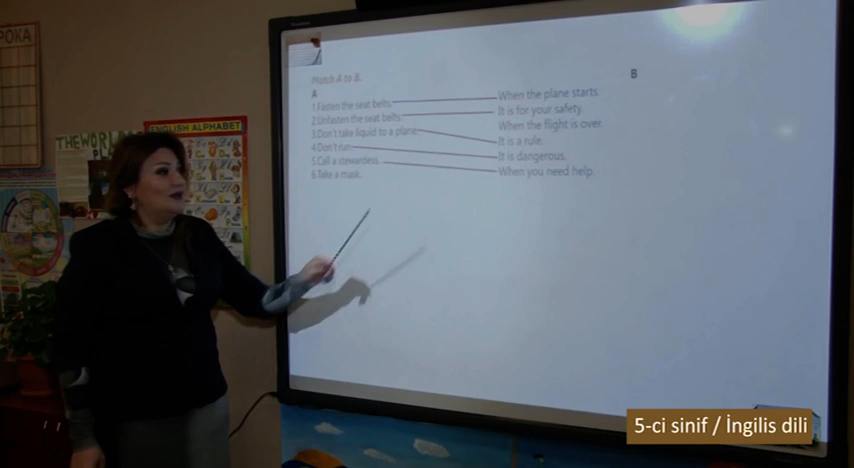 РОКА
THE WORLD
ENGLISH ALPHABET
Match A to B.
A
B
1.Fasten the seat belts.
When the plane starts.
2.Unfasten the seat belts.
It is for your safety.
When the flight is over.
3.Don't take liquid to a plane.
It is a rule.
4.Don't run.
It is dangerous.
5.Call a stewardess.
When you need help.
6.Take a mask.
5-ci sinif / İngilis dili